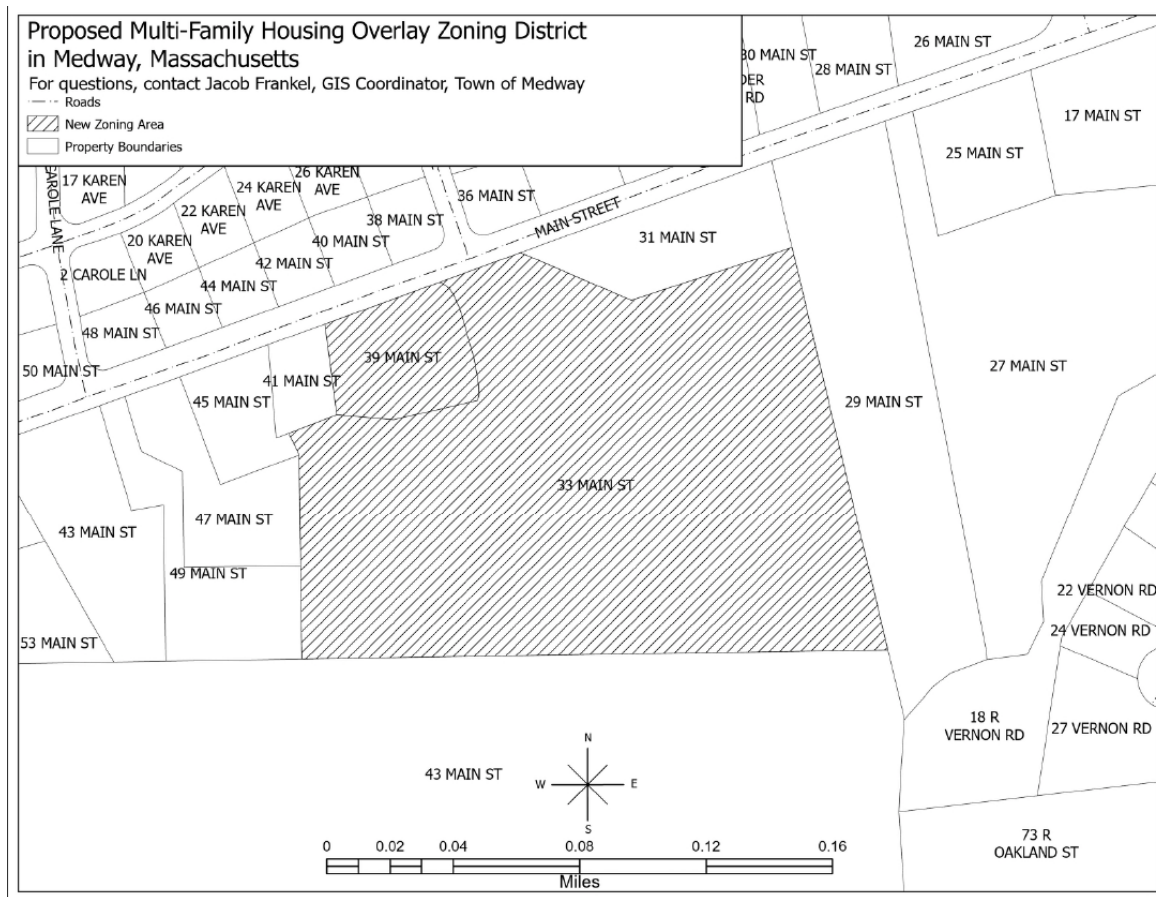 Proposed Multi-Family Housing Overlay Zoning District
in Medway, Massachusetts
For questions, contact Jacob Frankel, GIS Coordinator, Town of Medway
Roads
New Zoning Area
Property Boundaries
30 MAIN ST
28 MAIN ST
26 MAIN ST
DER
RD
17 MAIN ST
25 MAIN ST
CAROLE LANE
17 KAREN
AVE
26 KAREN
AVE
24 KAREN
AVE
22 KAREN
AVE
20 KAREN
AVE
2 CAROLE LN
36 MAIN ST
38 MAIN ST
40 MAIN ST
42 MAIN ST
44 MAIN ST
46 MAIN ST
48 MAIN ST
50 MAIN ST
MAIN STREET
31 MAIN ST
39 MAIN ST
41 MAIN ST
45 MAIN ST
27 MAIN ST
29 MAIN ST
33 MAIN ST
47 MAIN ST
43 MAIN ST
49 MAIN ST
53 MAIN ST
22 VERNON RD
24 VERNON RD
18 R
VERNON RD
27 VERNON RD
43 MAIN ST
N
W
E
S
73 R
OAKLAND ST
0 0.02 0.04 0.08 0.12 0.16
Miles